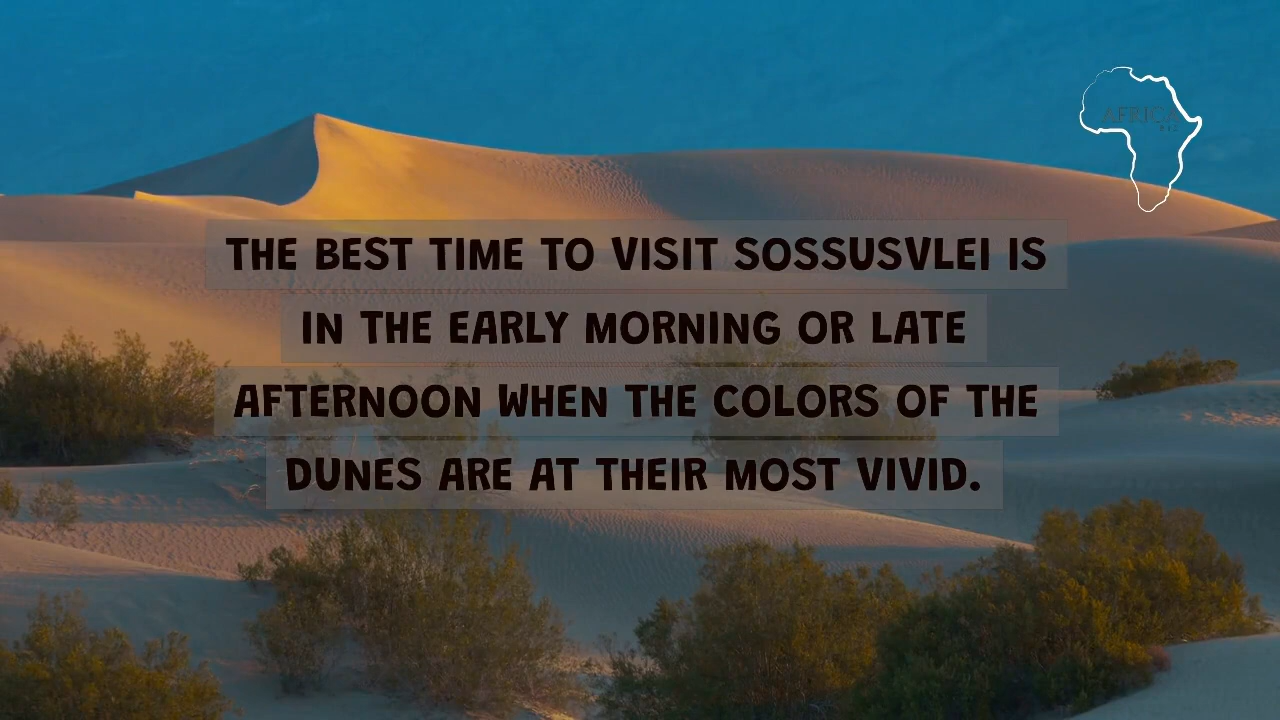 AFRICA
THE BEST TIME TO VISIT SOSSUSVLEI IS
IN THE EARLY MORNING OR LATE
AFTERNOON WHEN THE COLORS OF THE
DUNES ARE AT THEIR MOST VIVID.